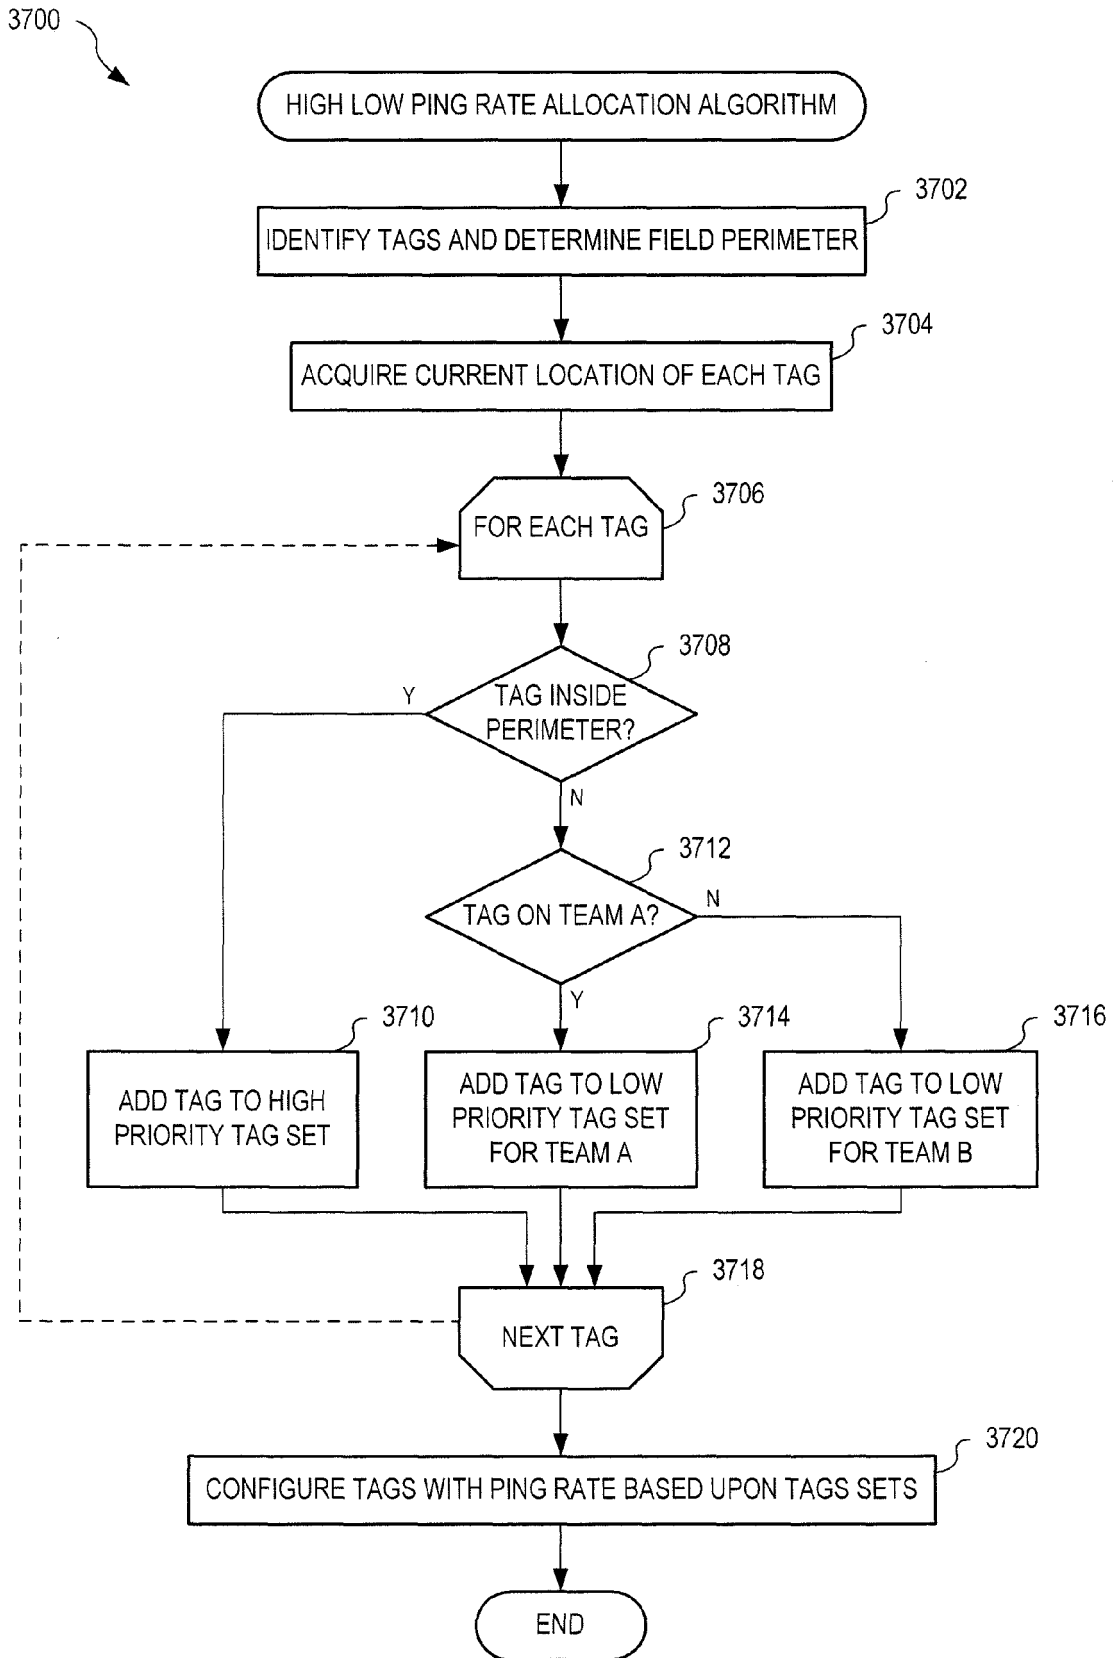 3700
HIGH LOW PING RATE ALLOCATION ALGORITHM
3702
IDENTIFY TAGS AND DETERMINE FIELD PERIMETER
3704
ACQUIRE CURRENT LOCATION OF EACH TAG
3706
FOR EACH TAG
3708
Y
TAG INSIDE
PERIMETER?
N
3712
TAG ON TEAM A?
N
Y
3710
3714
3716
ADD TAG TO HIGH
PRIORITY TAG SET
ADD TAG TO LOW
PRIORITY TAG SET
FOR TEAM A
ADD TAG TO LOW
PRIORITY TAG SET
FOR TEAM B
3718
NEXT TAG
3720
CONFIGURE TAGS WITH PING RATE BASED UPON TAGS SETS
END